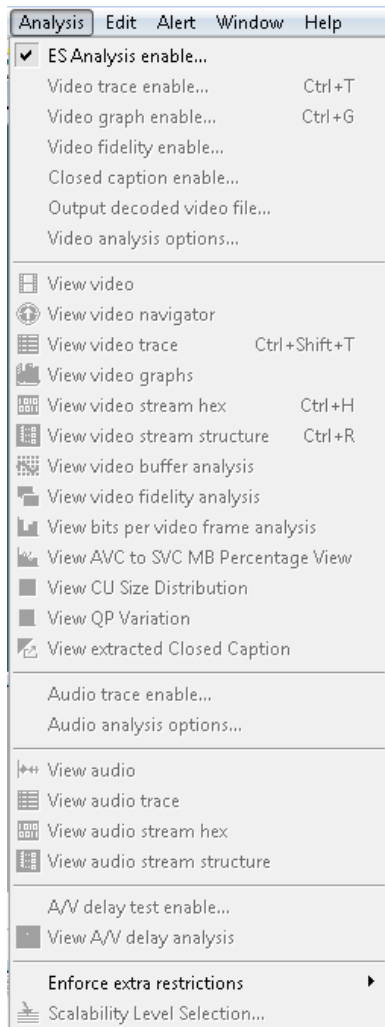 Analysis Edit Alert Window Help
ES Analysis enable...
Video trace enable... Ctrl+T
Video graph enable... Ctrl+G
Video fidelity enable...
Closed caption enable...
Output decoded video file...
Video analysis options...
View video
View video navigator
View video trace Ctrl+Shift+T
View video graphs
View video stream hex Ctrl+H
View video stream structure Ctrl+R
View video buffer analysis
View video fidelity analysis
View bits per video frame analysis
View AVC to SVC MB Percentage View
View CU Size Distribution
View QP Variation
View extracted Closed Caption
Audio trace enable...
Audio analysis options...
View audio
View audio trace
View audio stream hex
View audio stream structure
A/V delay test enable...
View A/V delay analysis
Enforce extra restrictions
Scalability Level Selection...